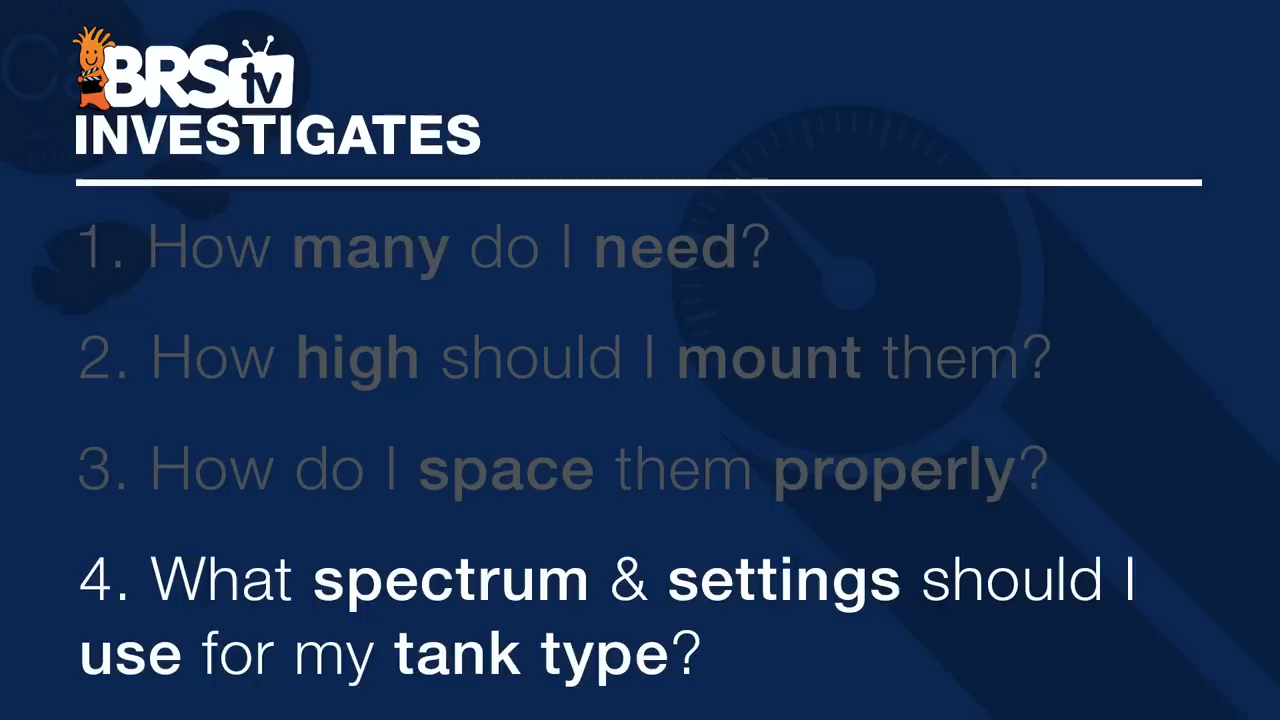 BRStv
INVESTIGATES
1. How many do I need?
2. How high should I mount them?
3. How do I space them properly?
4. What spectrum & settings should I
use for my tank type?